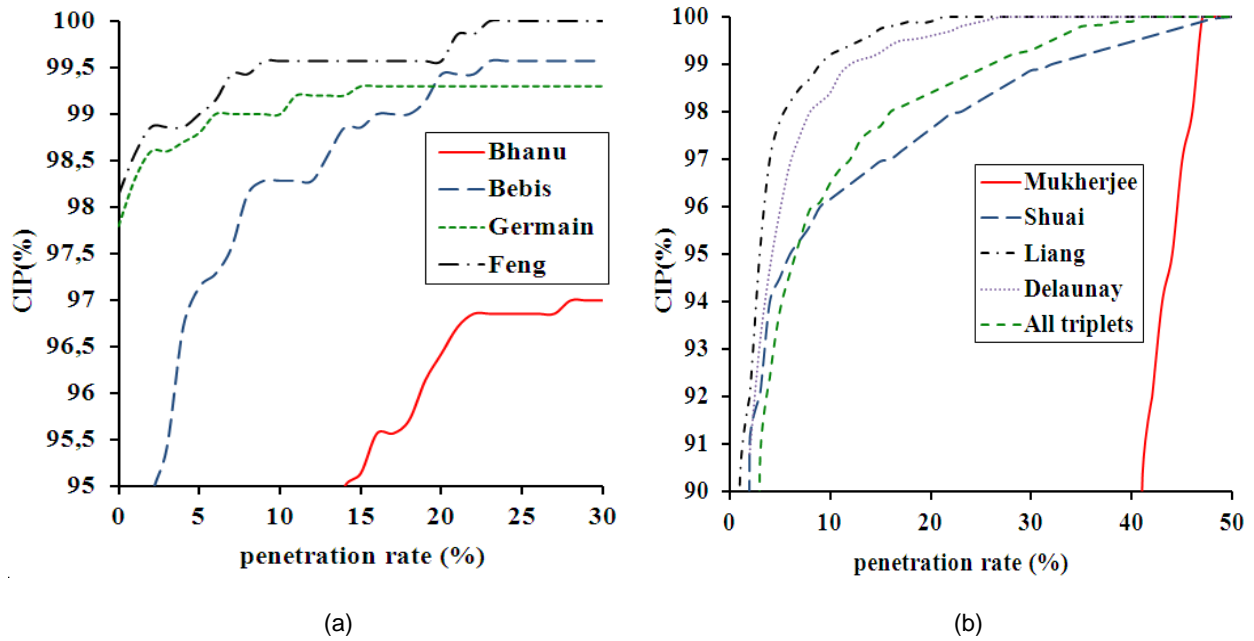 100
99,5
99
98,5
98
97,5
97
96,5
96
95,5
95
CIP(%)
0 5 10 15 20 25 30
penetration rate (%)
Bhanu
Bebis
Germain
Feng
(a)
100
99
98
97
96
95
94
93
92
91
90
CIP(%)
0 10 20 30 40 50
penetration rate (%)
Mukherjee
Shuai
Liang
Delaunay
All triplets
(b)